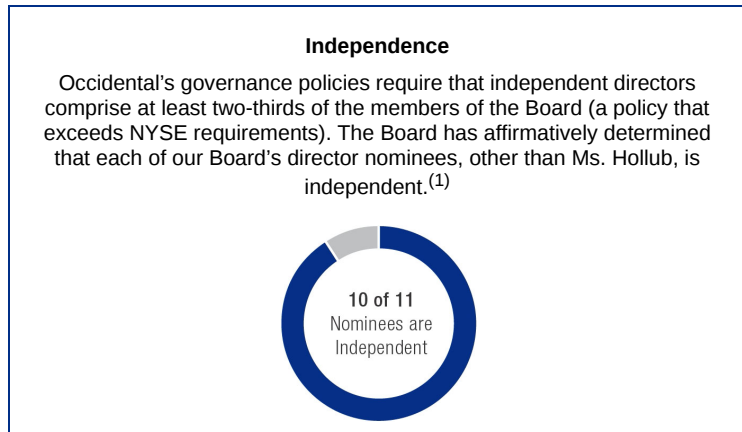 Independence
Occidental’s governance policies require that independent directors
comprise at least two-thirds of the members of the Board (a policy that
exceeds NYSE requirements). The Board has affirmatively determined
that each of our Board’s director nominees, other than Ms. Hollub, is
independent.(1)
10 of 11
Nominees are
Independent